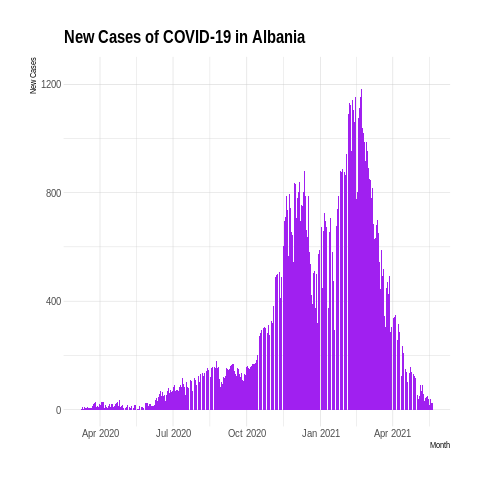 New Cases of COVID-19 in Albania
New Cases
1200
800
400
0
Apr 2020 Jul 2020 Oct 2020 Jan 2021 Apr 2021
Month